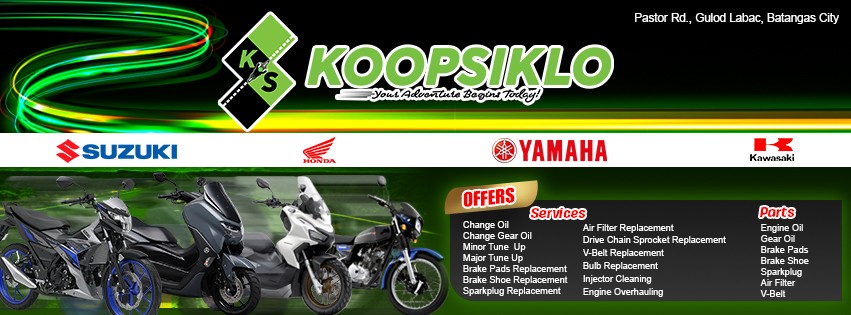 Pastor Rd., Gulod Labac, Batangas City
K&S
KOOPSIKLO
Your Adventure Begins Today!
SUZUKI
HONDA
YAMAHA
Kawasaki
OFFERS
Services
Change Oil
Change Gear Oil
Minor Tune Up
Major Tune Up
Brake Pads Replacement
Brake Shoe Replacement
Sparkplug Replacement
Air Filter Replacement
Drive Chain Sprocket Replacement
V-Belt Replacement
Bulb Replacement
Injector Cleaning
Engine Overhauling
Parts
Engine Oil
Gear Oil
Brake Pads
Brake Shoe
Sparkplug
Air Filter
V-Belt